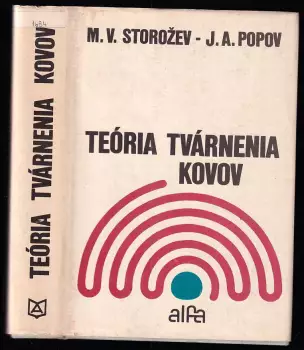 M. V. STOROŽEV - J. A. POPOV
TEÓRIA TVÁRNENIA
KOVOV
alfa
TEÓRIA TVÁRNENIA KOVOV